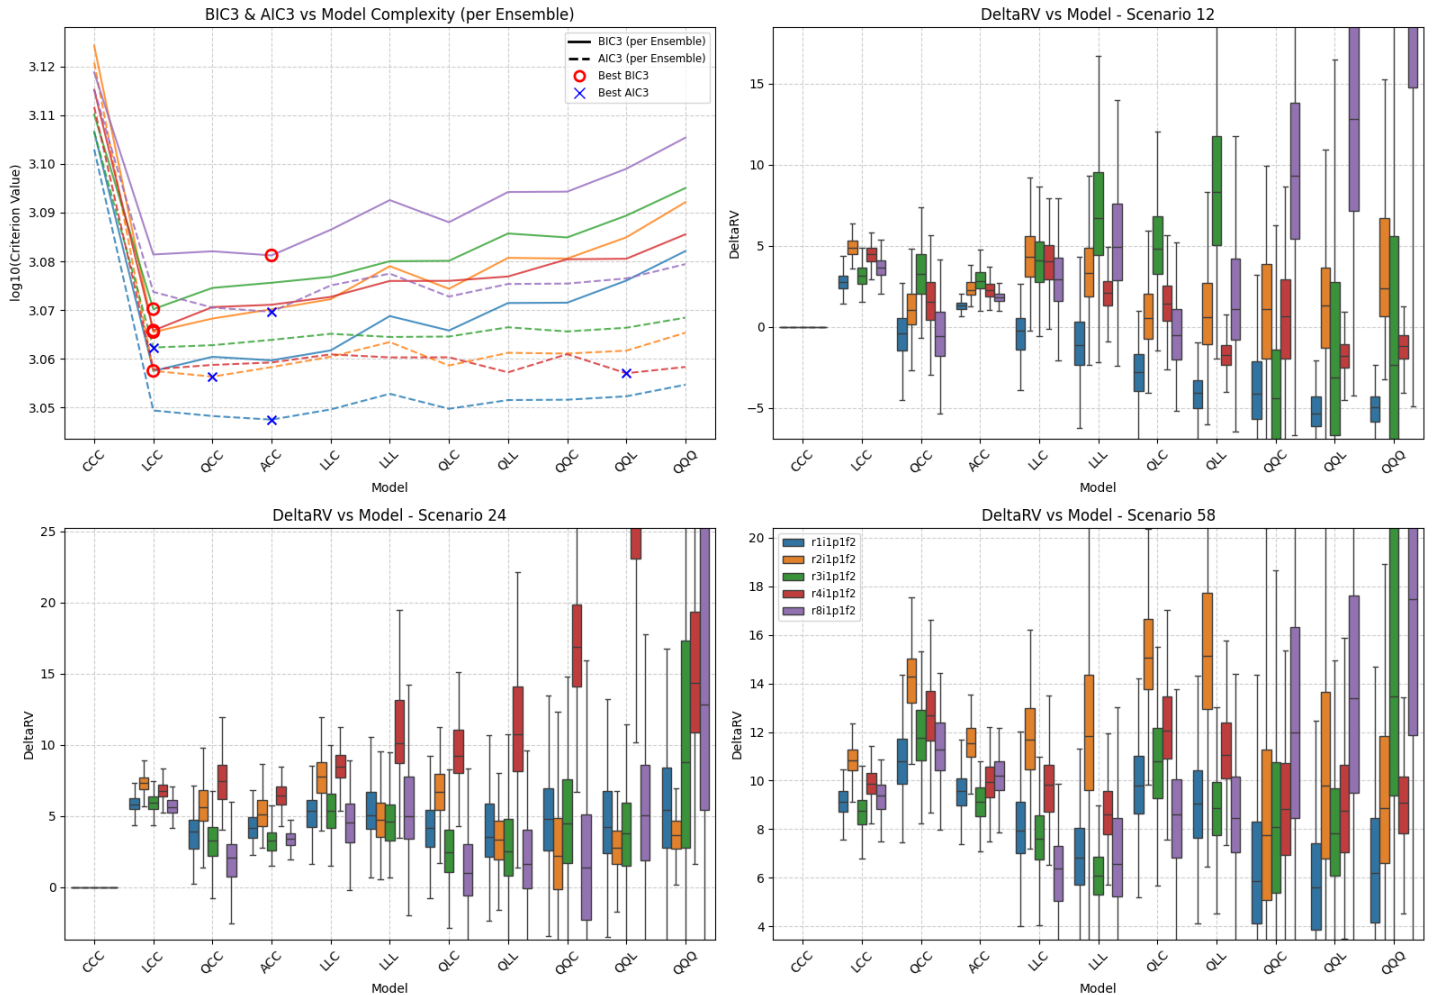 BIC3 & AIC3 vs Model Complexity (per Ensemble)
log10(Criterion Value)
3.12
3.11
3.10
3.09
3.08
3.07
3.06
3.05
BIC3 (per Ensemble)
AIC3 (per Ensemble)
Best BIC3
Best AIC3
CCC LCC QCC ACC LLC LLL QLC QLL QQC QQL QQQ
Model
DeltaRV vs Model - Scenario 12
DeltaRV
15
10
5
0
−5
CCC LCC QCC ACC LLC LLL QLC QLL QQC QQL QQQ
Model
DeltaRV vs Model - Scenario 24
DeltaRV
25
20
15
10
5
0
CCC LCC QCC ACC LLC LLL QLC QLL QQC QQL QQQ
Model
DeltaRV vs Model - Scenario 58
DeltaRV
20
18
16
14
12
10
8
6
4
r1i1p1f2
r2i1p1f2
r3i1p1f2
r4i1p1f2
r8i1p1f2
CCC LCC QCC ACC LLC LLL QLC QLL QQC QQL QQQ
Model